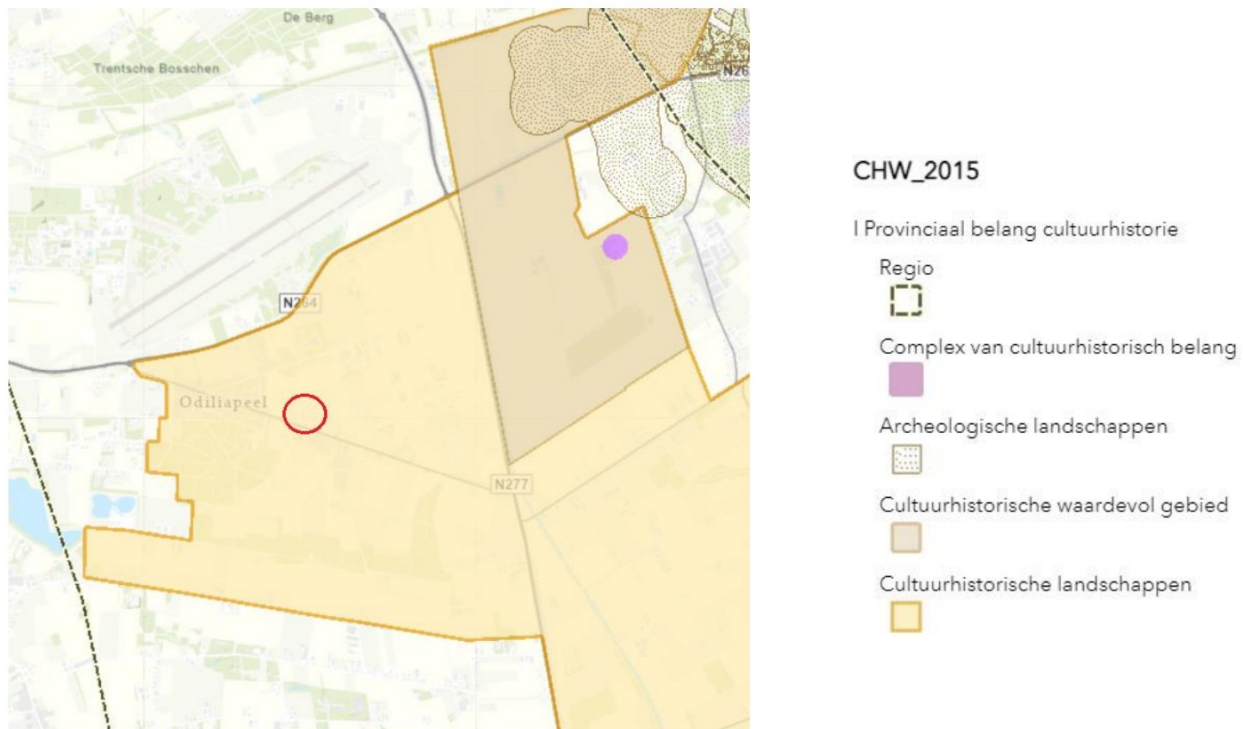 De Berg
Trentsche Bosschen
N26
N264
Odiliapeel
N277
CHW_2015
I Provinciaal belang cultuurhistorie
Regio
Complex van cultuurhistorisch belang
Archeologische landschappen
Cultuurhistorische waardevol gebied
Cultuurhistorische landschappen